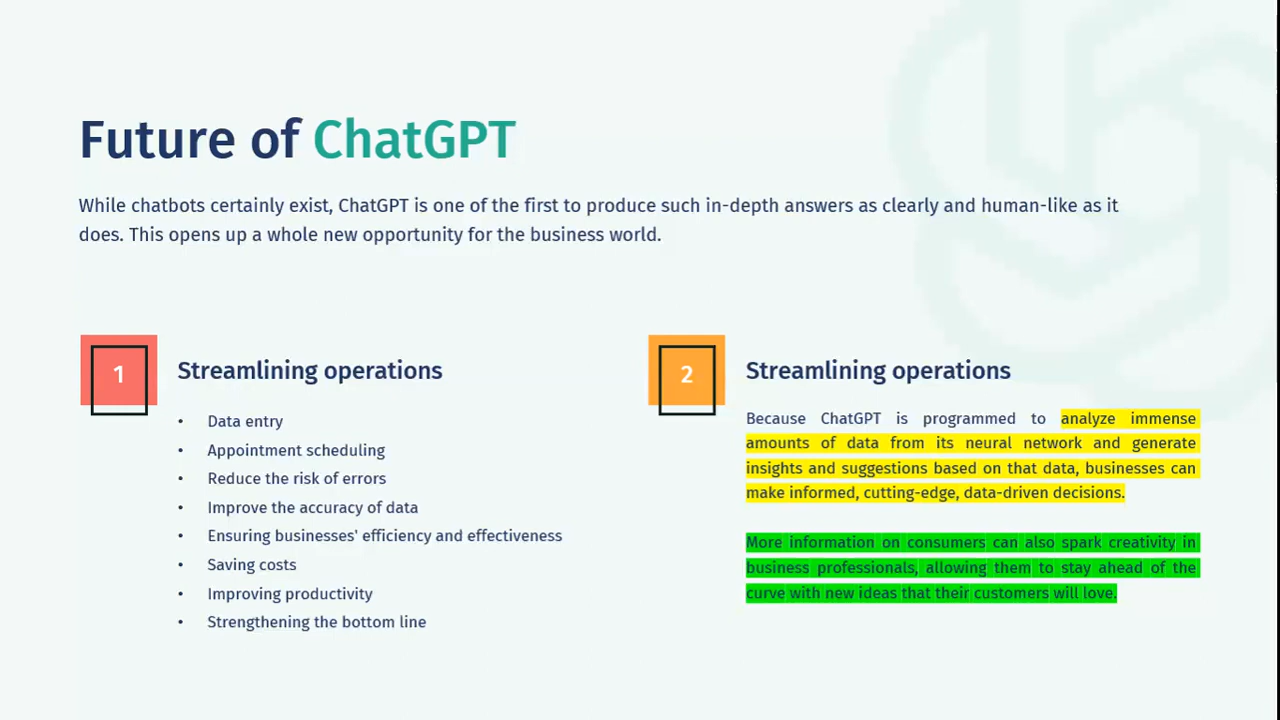 Future of ChatGPT
While chatbots certainly exist, ChatGPT is one of the first to produce such in-depth answers as clearly and human-like as it
does. This opens up a whole new opportunity for the business world.
1
Streamlining operations
• Data entry
• Appointment scheduling
• Reduce the risk of errors
• Improve the accuracy of data
• Ensuring businesses' efficiency and effectiveness
• Saving costs
• Improving productivity
• Strengthening the bottom line
2
Streamlining operations
Because ChatGPT is programmed to analyze immense
amounts of data from its neural network and generate
insights and suggestions based on that data, businesses can
make informed, cutting-edge, data-driven decisions.
More information on consumers can also spark creativity in
business professionals, allowing them to stay ahead of the
curve with new ideas that their customers will love.